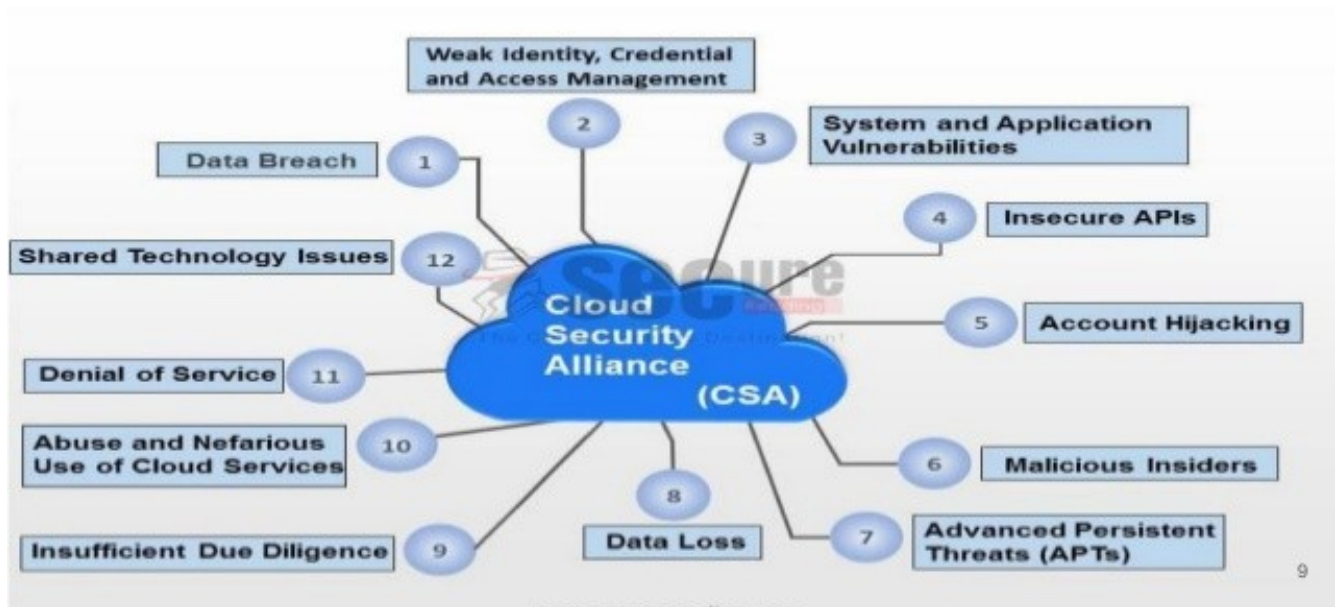 Weak Identity, Credential
and Access Management
2
3
System and Application
Vulnerabilities
Data Breach
1
4
Insecure APIs
Shared Technology Issues
12
secure
Cloud
Security
Alliance
(CSA)
5
Account Hijacking
Denial of Service
11
Abuse and Nefarious
Use of Cloud Services
10
6
Malicious Insiders
8
Data Loss
7
Advanced Persistent
Threats (APTs)
Insufficient Due Diligence
9
9